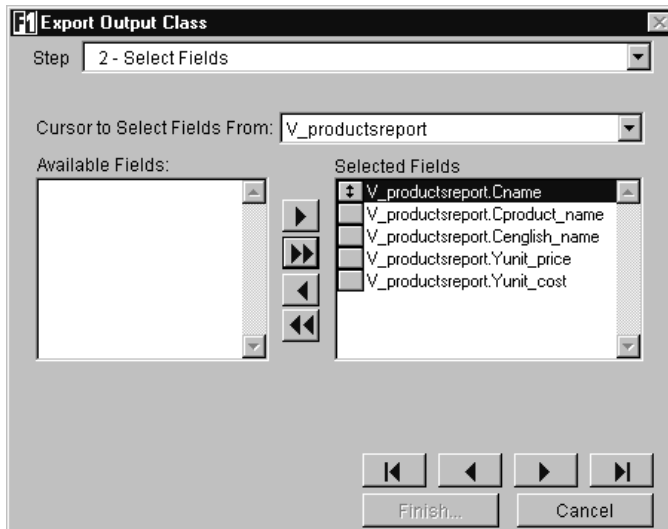 F1 Export Output Class
Step 2 - Select Fields
Cursor to Select Fields From: V_productsreport
Available Fields:
Selected Fields
V_productsreport.Cname
V_productsreport.Cproduct_name
V_productsreport.Cenglish_name
V_productsreport.Yunit_price
V_productsreport.Yunit_cost
Finish... Cancel